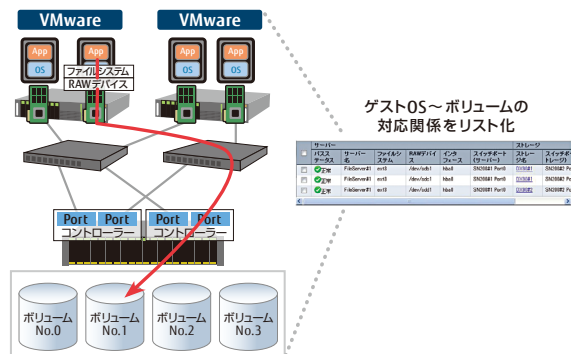 VMware
VMware
App
App
App
App
OS
OS
OS
OS
ファイルシステム
RAWデバイス
Port
Port
Port
Port
コントローラー
コントローラー
ボリューム
No.0
ボリューム
No.1
ボリューム
No.2
ボリューム
No.3
ゲストOS~ボリュームの
対応関係をリスト化
サーバー
ストレージ
パスス
テータス
サーバー
名
ファイルシ
ステム
RAWデバイ
ス
インタ
フェース
スイッチポート
(サーバー)
ストレー
ジ名
スイッチポ
トレージ)
正常
FileServer#1
ext3
/dev/sdb1
hba0
SN200#1 Port0
正常
FileServer#1
ext3
/dev/sdc1
hba0
SN200#1 Port0
正常
FileServer#1
ext3
/dev/sdd1
hba0
SN200#1 Port0